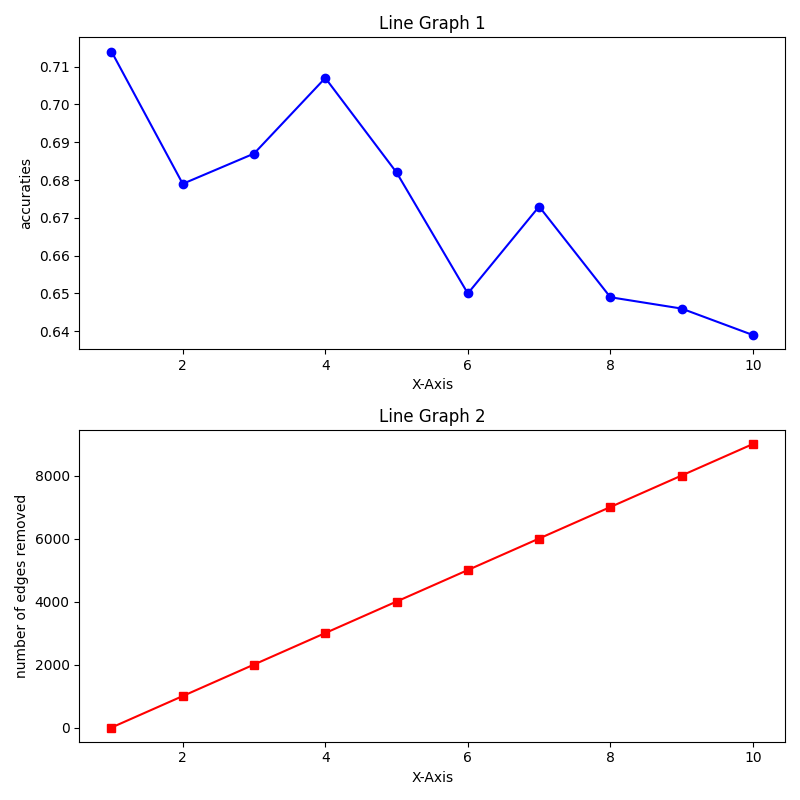 Line Graph 1
accuraties
0.71
0.70
0.69
0.68
0.67
0.66
0.65
0.64
2 4 6 8 10
X-Axis
Line Graph 2
number of edges removed
8000
6000
4000
2000
0
2 4 6 8 10
X-Axis